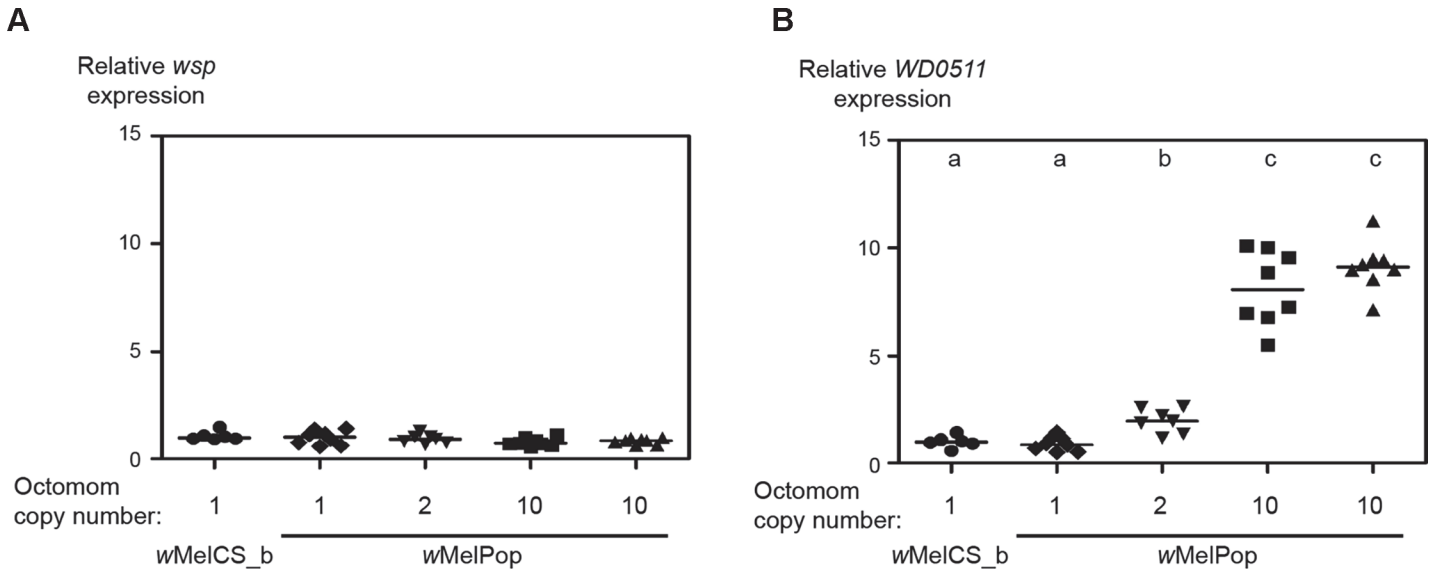 A
Relative wsp
expression
15
10
5
0
Octomom
copy number:
1 1 2 10 10
wMelCS_b wMelPop
B
Relative WD0511
expression
15
a a b c c
10
5
0
Octomom
copy number:
1 1 2 10 10
wMelCS_b wMelPop